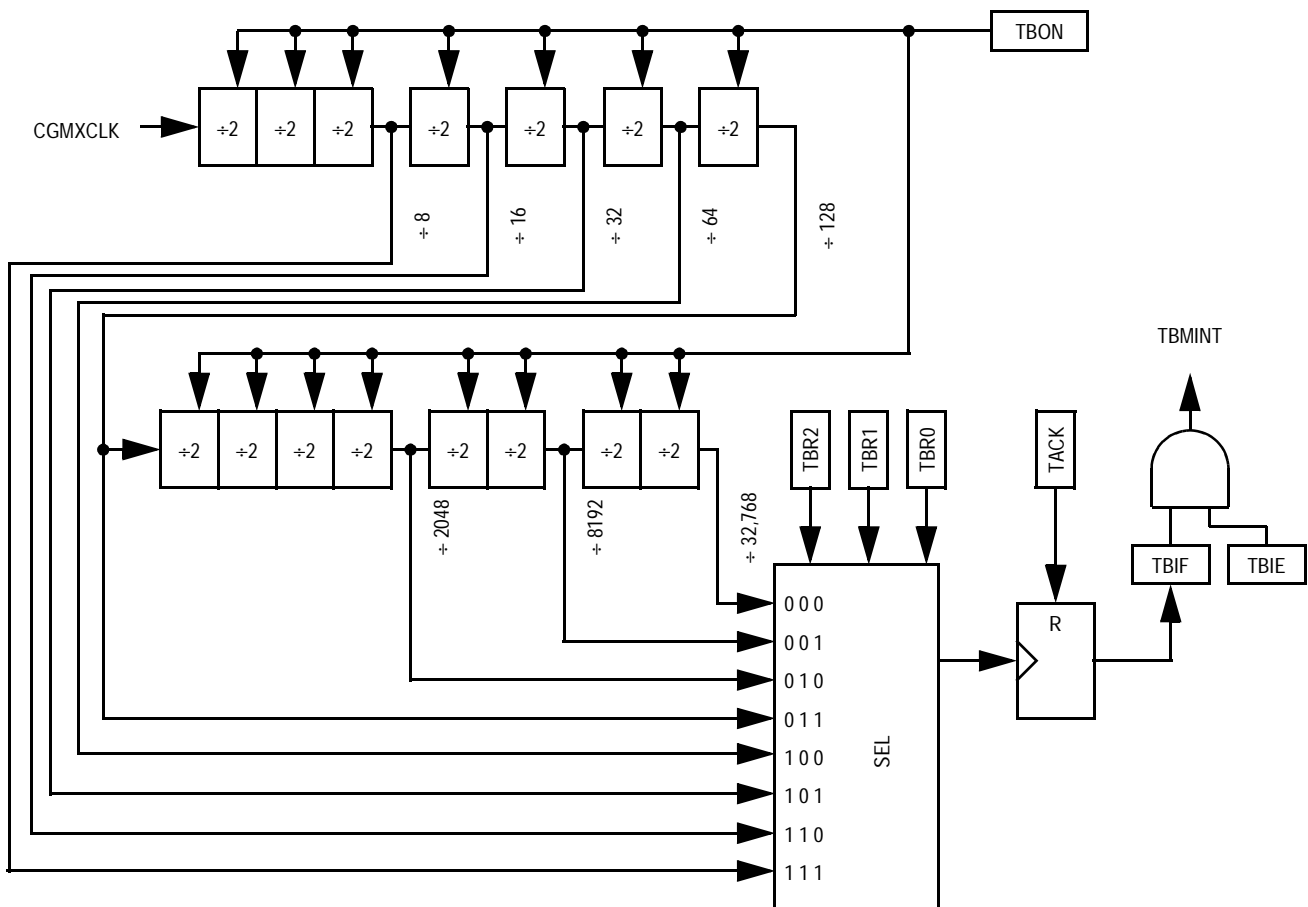 TBON
CGMXCLK
÷2 ÷2 ÷2 ÷2 ÷2 ÷2 ÷2
÷ 8
÷ 16
÷ 32
÷ 64
÷ 128
TBMINT
÷2 ÷2 ÷2 ÷2 ÷2 ÷2 ÷2 ÷2
TBR2
TBR1
TBR0
TACK
÷ 2048
÷ 8192
÷ 32,768
TBIF
TBIE
R
0 0 0
0 0 1
0 1 0
0 1 1
1 0 0
1 0 1
1 1 0
1 1 1
SEL